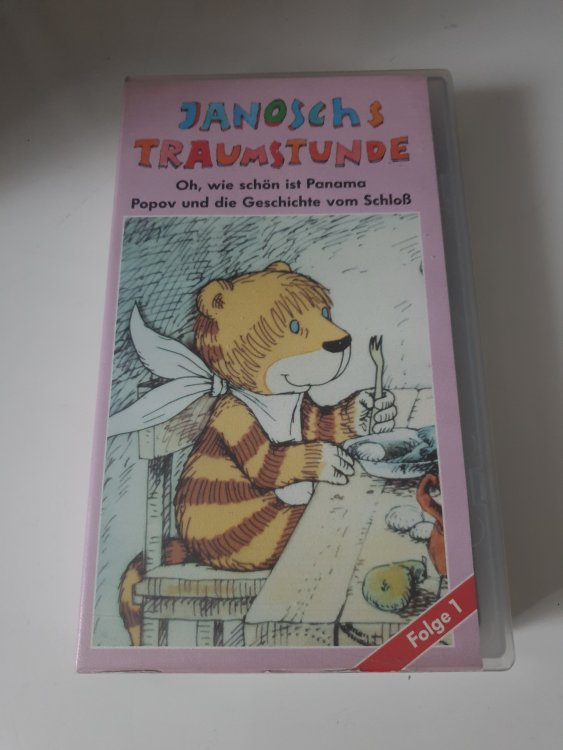 JANOSChS
TRAUMSTUNDE
Oh, wie schön ist Panama
Popov und die Geschichte vom Schloß
Folge 1